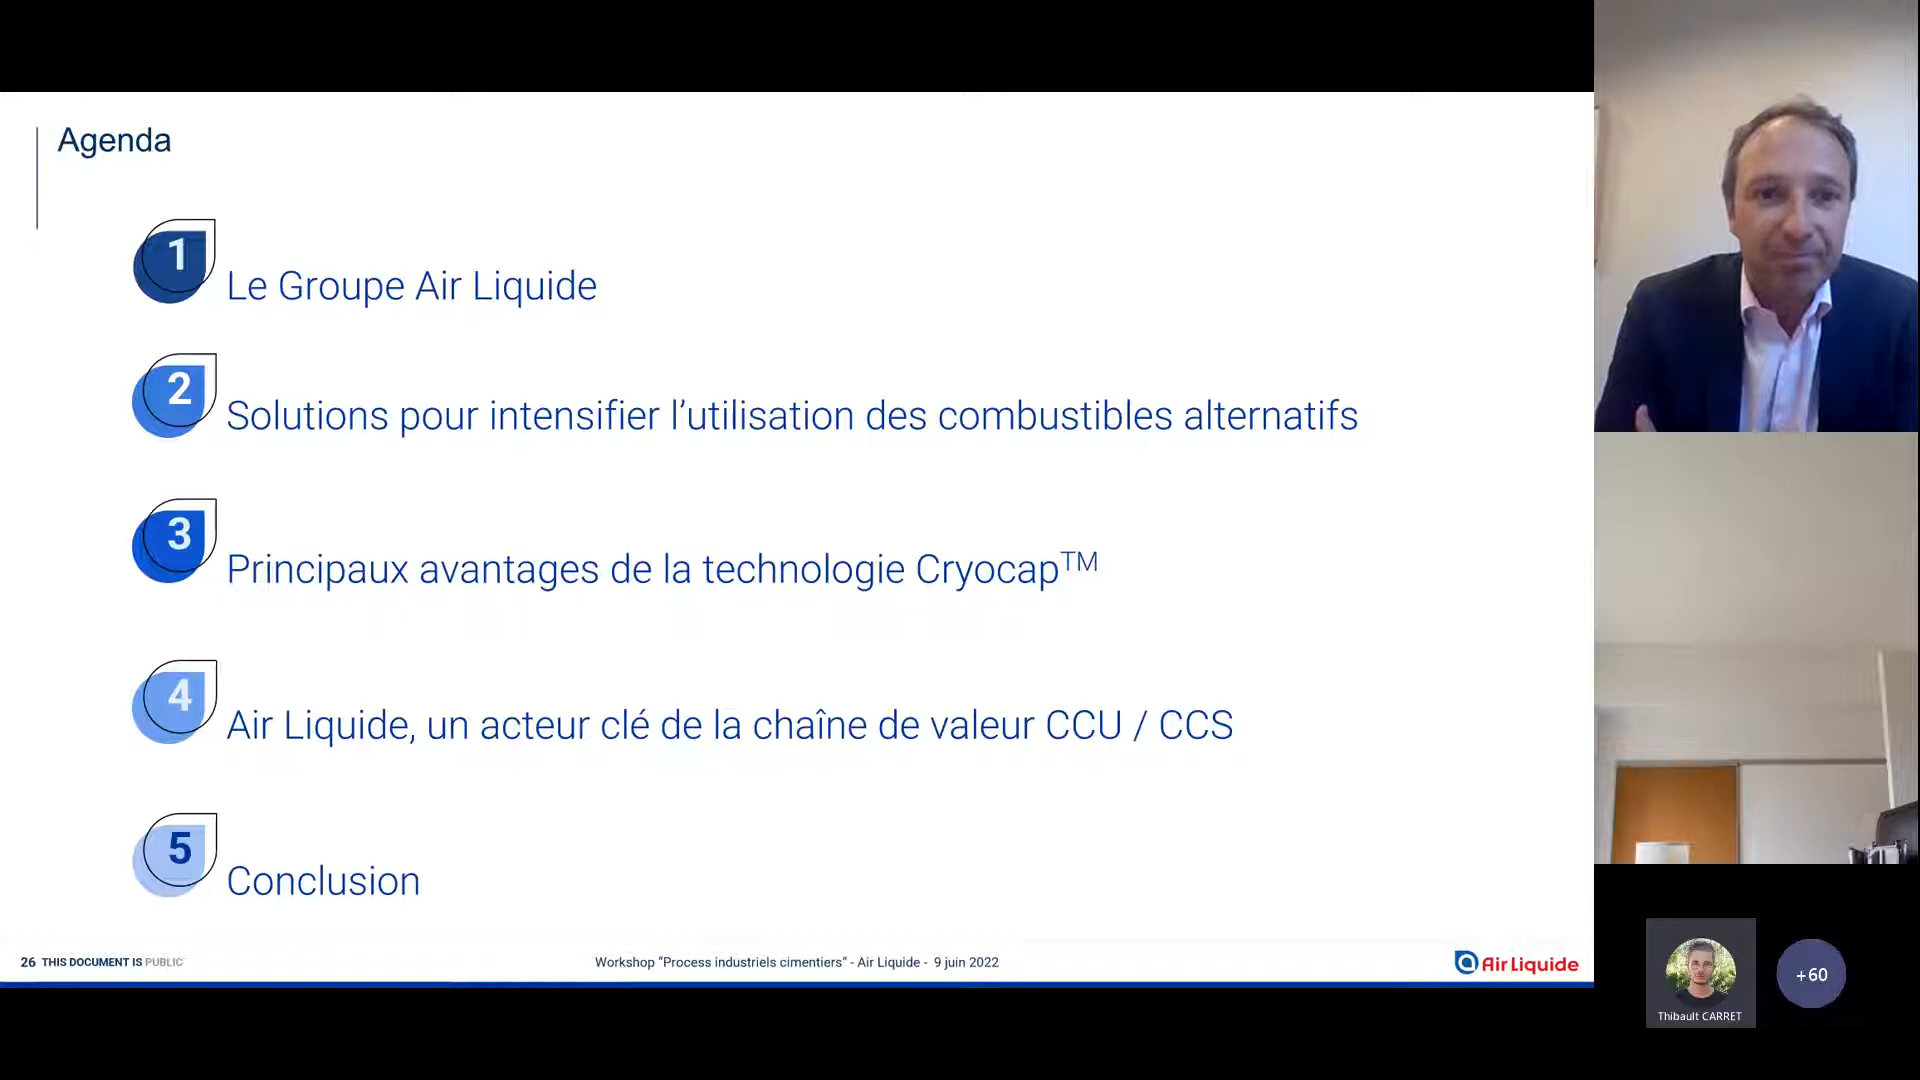 Agenda
1
Le Groupe Air Liquide
2
Solutions pour intensifier l’utilisation des combustibles alternatifs
3
Principaux avantages de la technologie Cryocap™
4
Air Liquide, un acteur clé de la chaîne de valeur CCU / CCS
5
Conclusion
26 THIS DOCUMENT IS PUBLIC
Workshop “Process industriels cimentiers” - Air Liquide - 9 juin 2022
Air Liquide
Thibault CARRET
+60